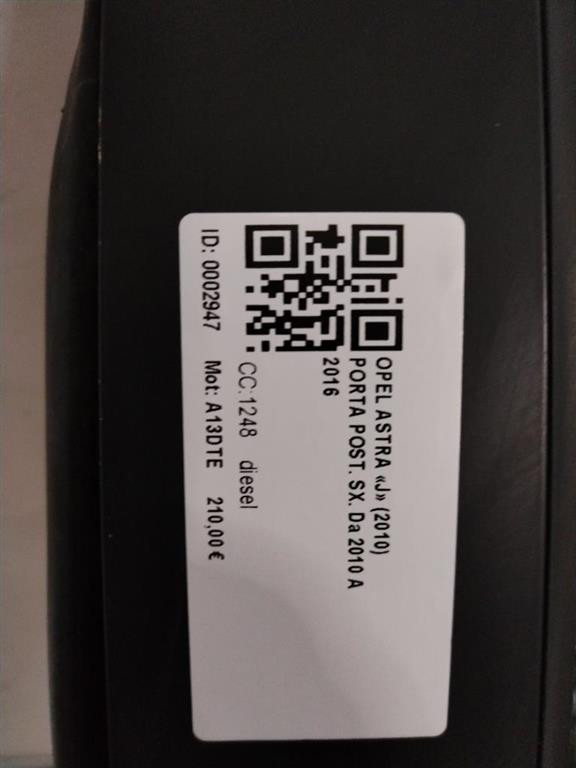 OPEL ASTRA «J» (2010)
PORTA POST. SX. Da 2010 A
2016
CC:1248 diesel
ID: 0002947 Mot: A13DTE 210,00 €